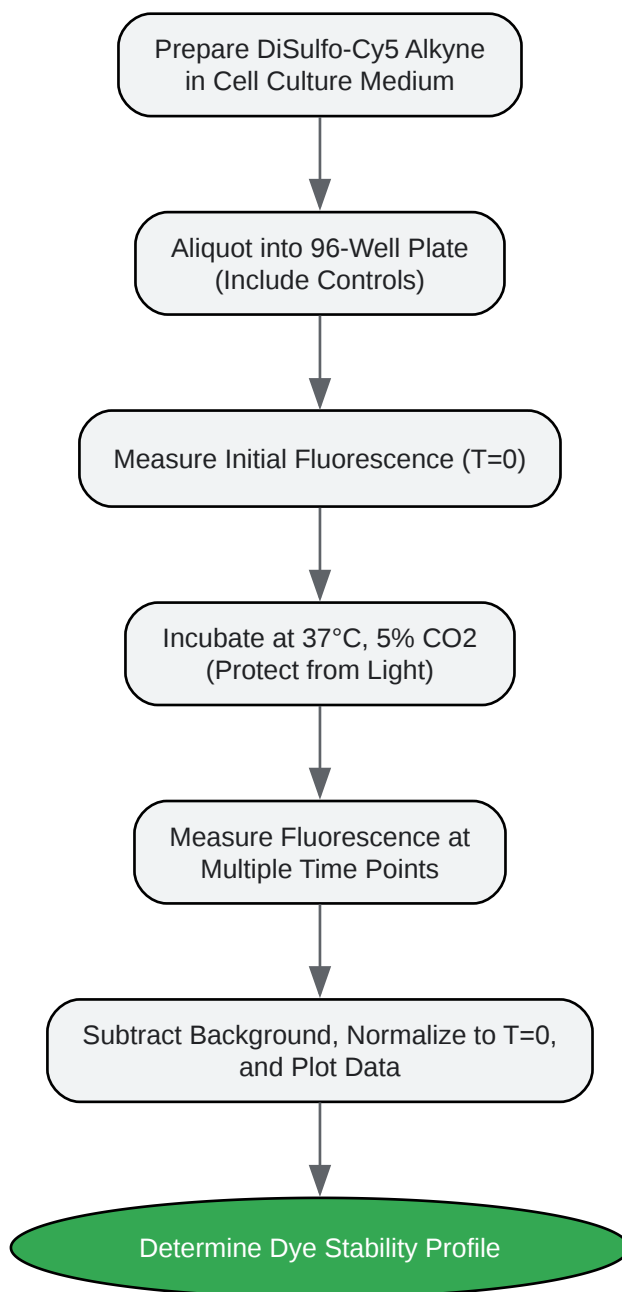 Prepare DiSulfo-Cy5 Alkyne
in Cell Culture Medium
Aliquot into 96-Well Plate
(Include Controls)
Measure Initial Fluorescence (T=0)
Incubate at 37°C, 5% CO2
(Protect from Light)
Measure Fluorescence at
Multiple Time Points
Subtract Background, Normalize to T=0,
and Plot Data
Determine Dye Stability Profile